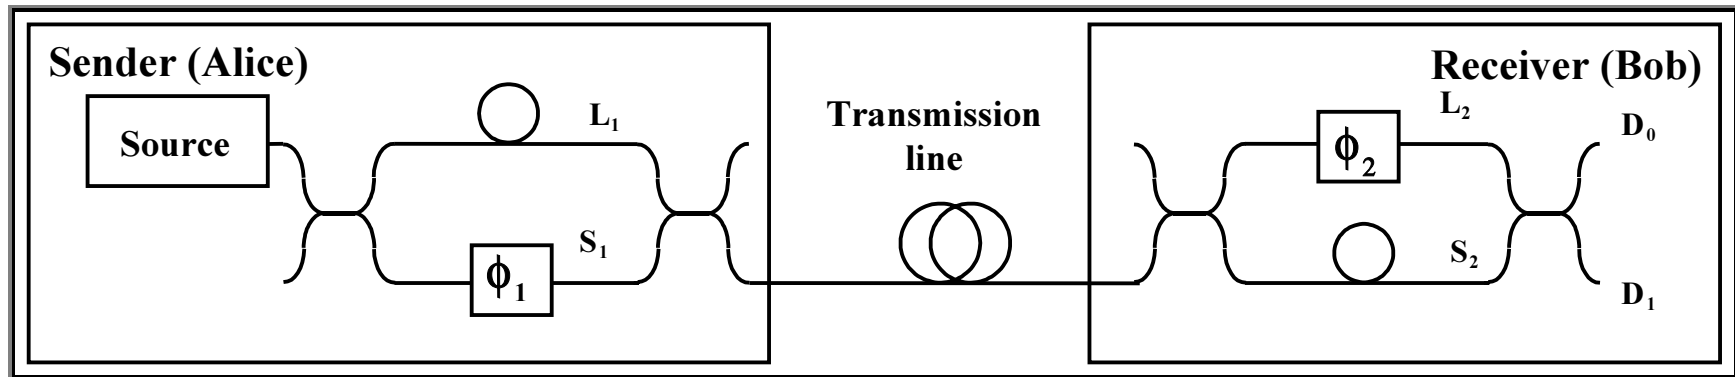 Sender (Alice)
Source
L₁
S₁
ϕ₁
Transmission
line
Receiver (Bob)
L₂
ϕ₂
S₂
D₀
D₁